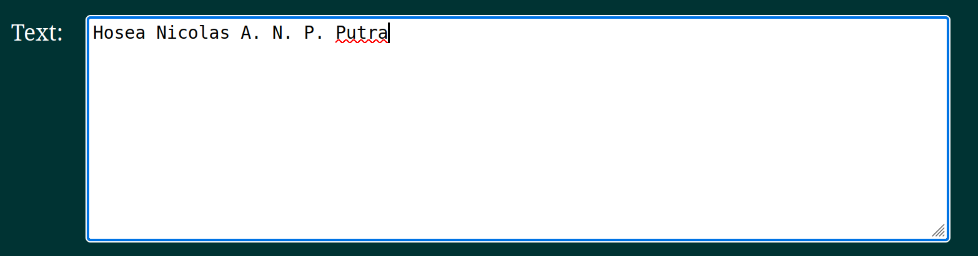 Text:
Hosea Nicolas A. N. P. Putra